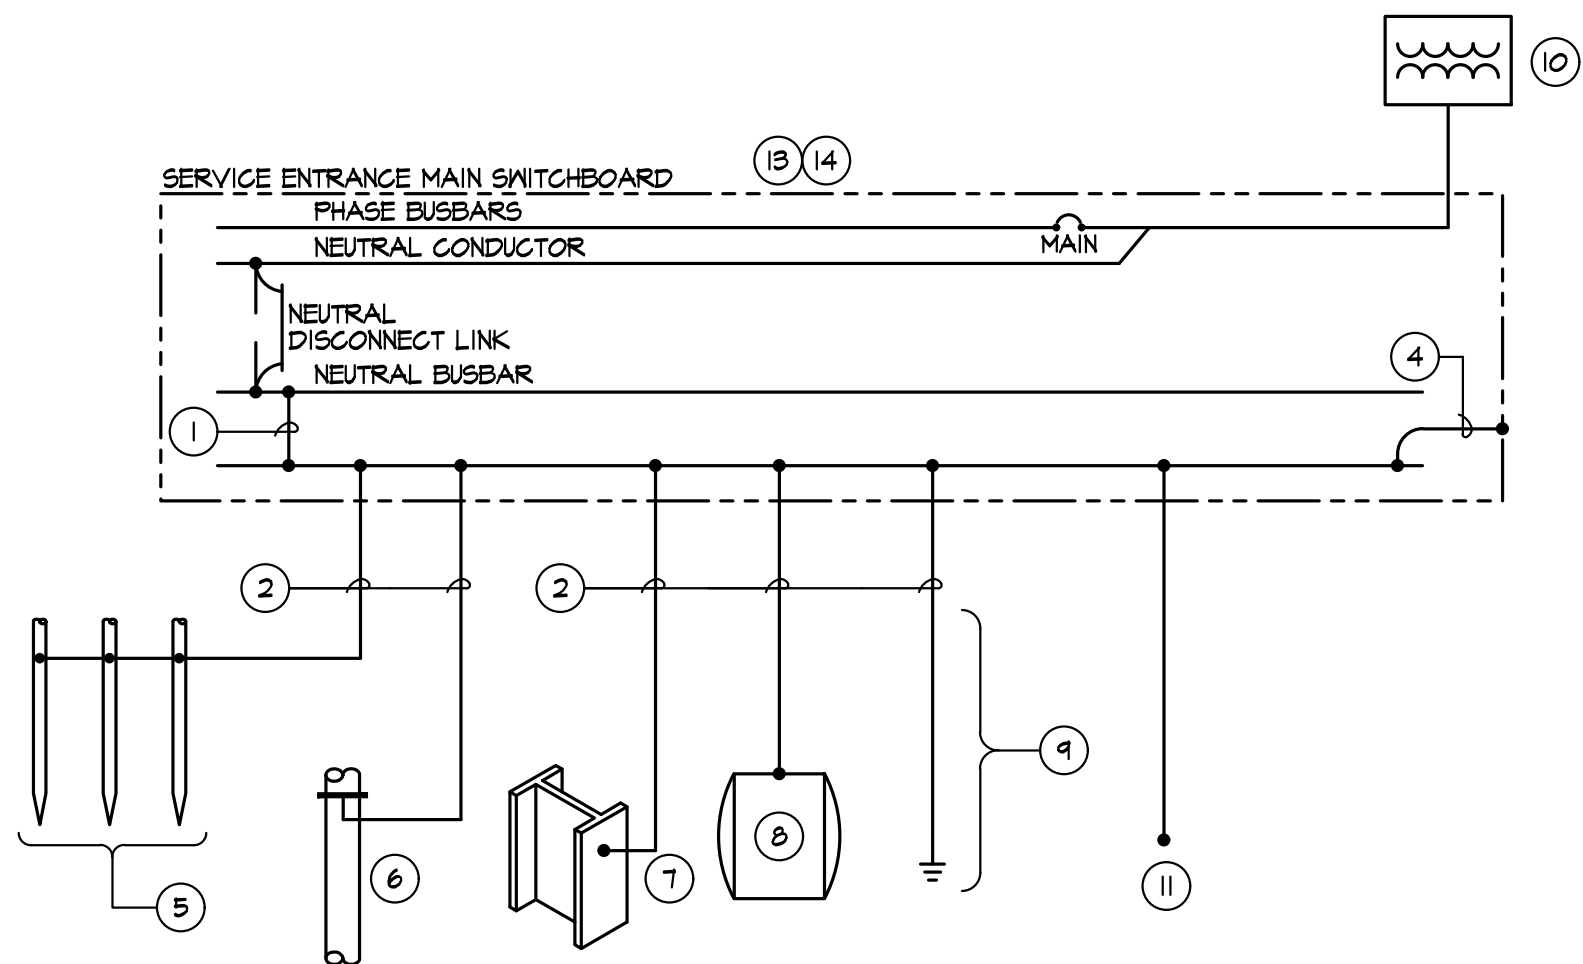 10
13 14
SERVICE ENTRANCE MAIN SWITCHBOARD
PHASE BUSBARS
NEUTRAL CONDUCTOR
MAIN
NEUTRAL
DISCONNECT LINK
4
NEUTRAL BUSBAR
1
2 2
9
8
6 7 11
5